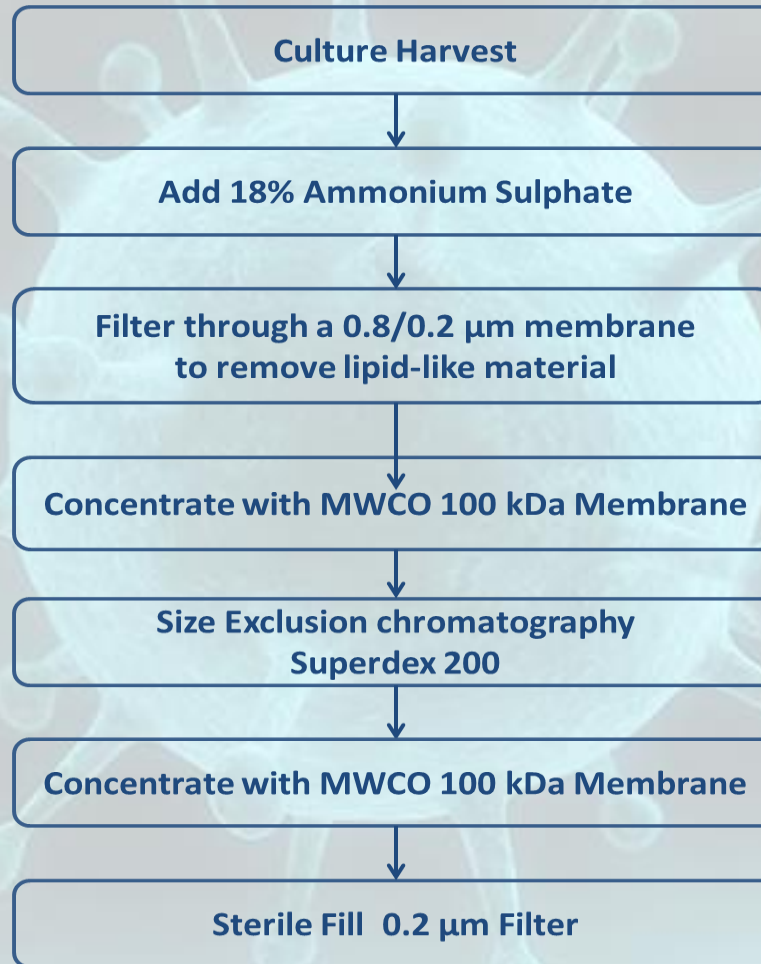 Culture Harvest
Add 18% Ammonium Sulphate
Filter through a 0.8/0.2 µm membrane
to remove lipid-like material
Concentrate with MWCO 100 kDa Membrane
Size Exclusion chromatography
Superdex 200
Concentrate with MWCO 100 kDa Membrane
Sterile Fill 0.2 µm Filter